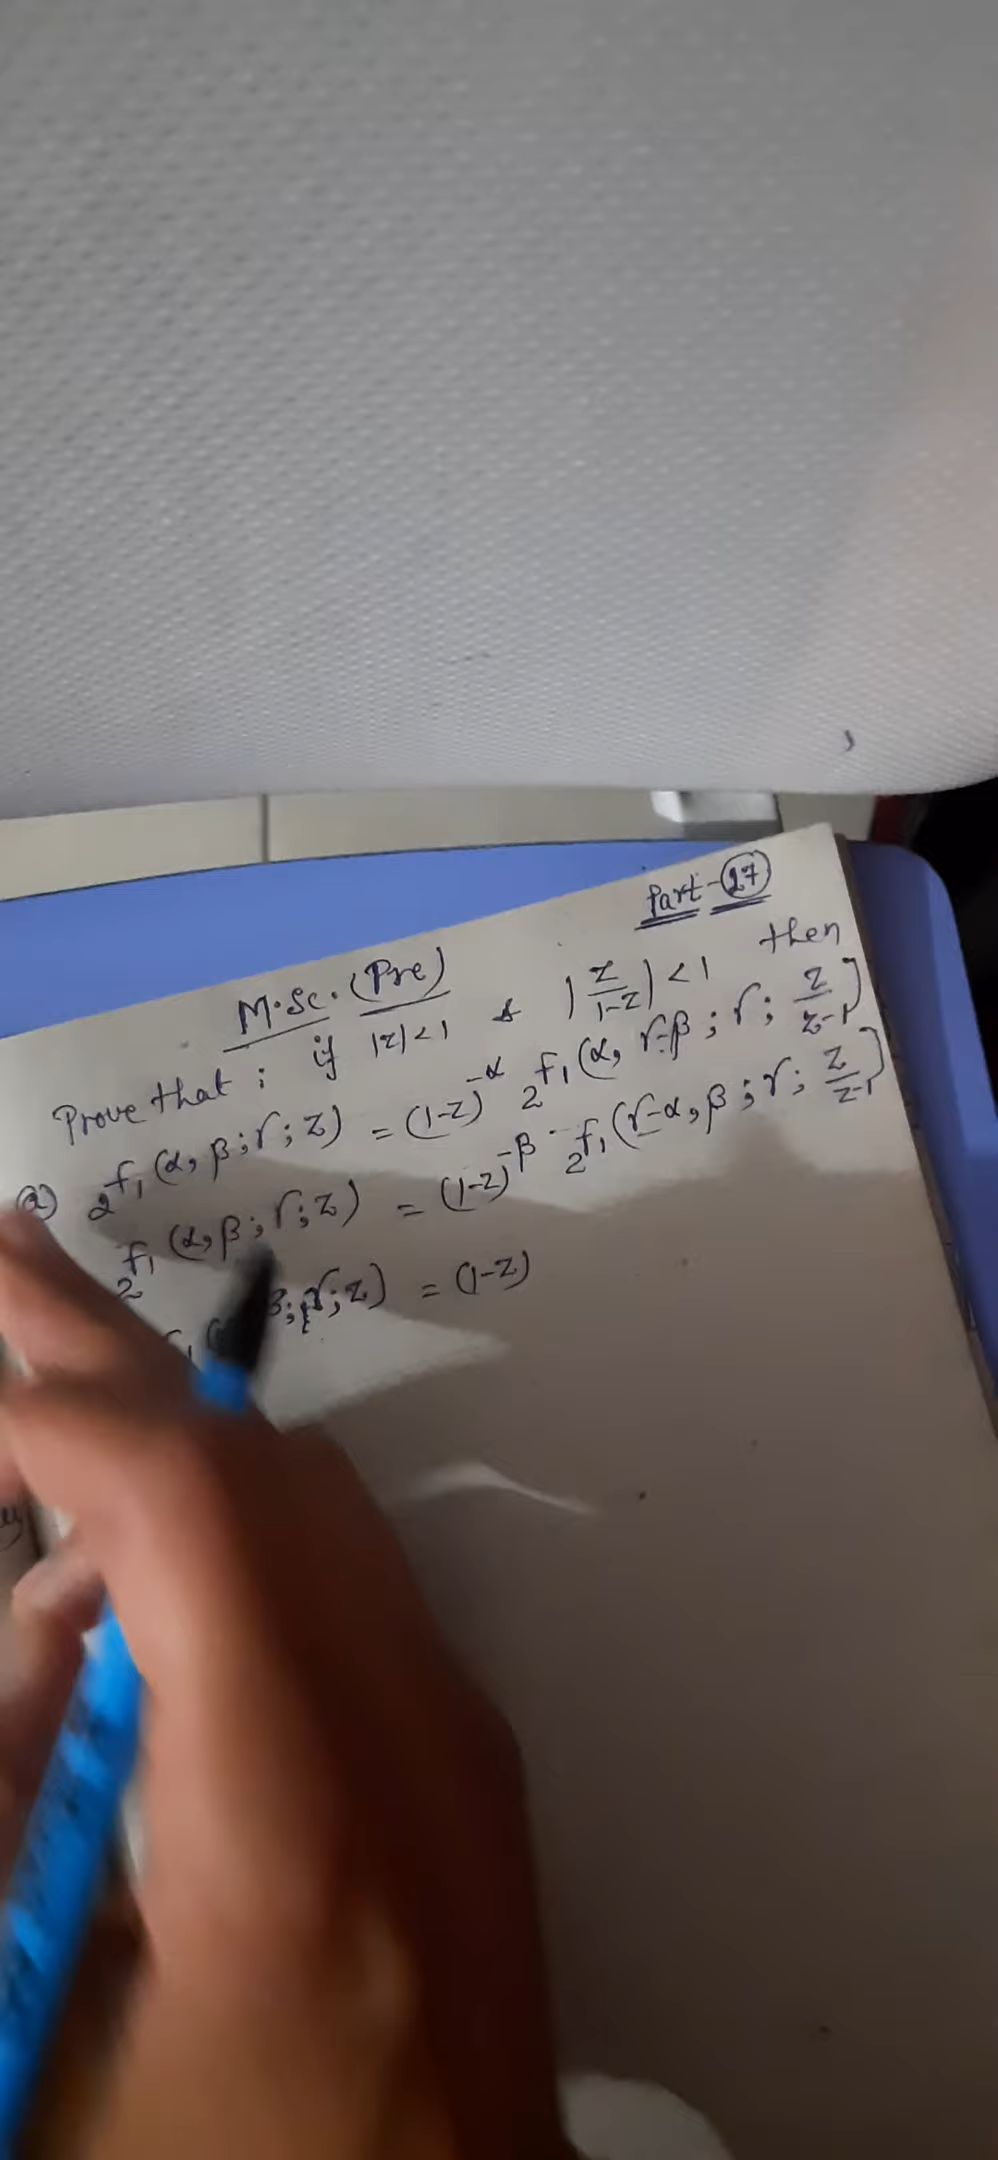 Part-27
M.Sc. (Pre)
Prove that : if |z|<1 & |z/(1-z)|<1 then
(a) ₂F₁(α, β; γ; z) = (1-z)^-α ₂F₁(α, γ-β; γ; z/(z-1))
₂F₁(α, β; γ; z) = (1-z)^-β ₂F₁(γ-α, β; γ; z/(z-1))
β; γ; z) = (1-z)